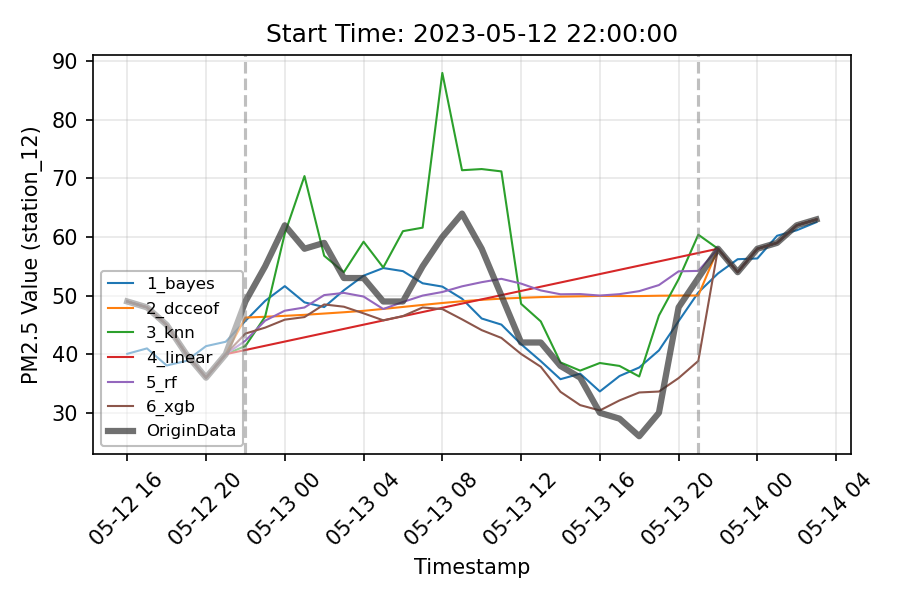 Start Time: 2023-05-12 22:00:00
PM2.5 Value (station_12)
90
80
70
60
50
40
30
1_bayes
2_dcceof
3_knn
4_linear
5_rf
6_xgb
OriginData
05-12 16
05-12 20
05-13 00
05-13 04
05-13 08
05-13 12
05-13 16
05-13 20
05-14 00
05-14 04
Timestamp